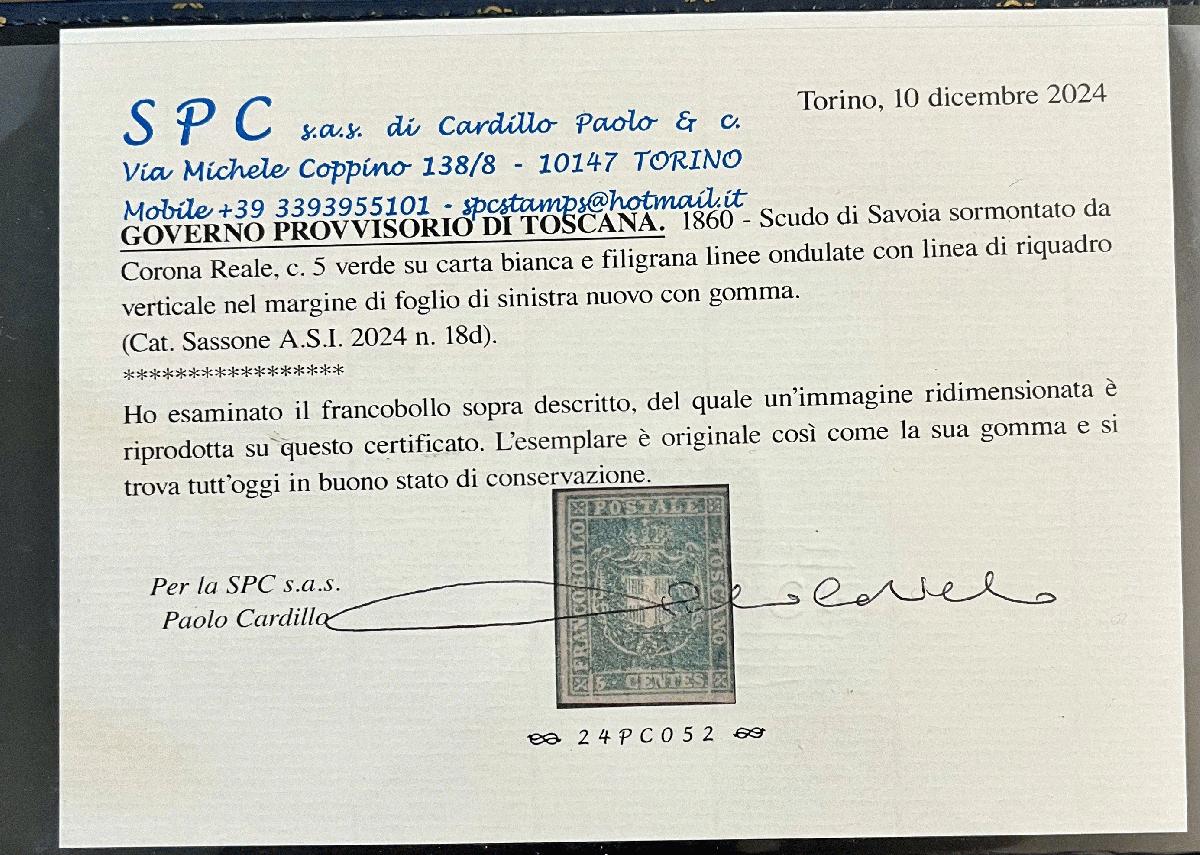 S P C s.a.s. di Cardillo Paolo & c.
Torino, 10 dicembre 2024
Via Michele Coppino 138/8 - 10147 TORINO
Mobile +39 3393955101 - spcstamps@hotmail.it
GOVERNO PROVVISORIO DI TOSCANA. 1860 - Scudo di Savoia sormontato da
Corona Reale, c. 5 verde su carta bianca e filigrana linee ondulate con linea di riquadro
verticale nel margine di foglio di sinistra nuovo con gomma.
(Cat. Sassone A.S.I. 2024 n. 18d).
*****************
Ho esaminato il francobollo sopra descritto, del quale un'immagine ridimensionata è
riprodotta su questo certificato. L'esemplare è originale così come la sua gomma e si
trova tutt'oggi in buono stato di conservazione.
FRANCOBOLLO
POSTALE
TOSCANO
5 CENTES
Per la SPC s.a.s.
Paolo Cardillo
24PC052